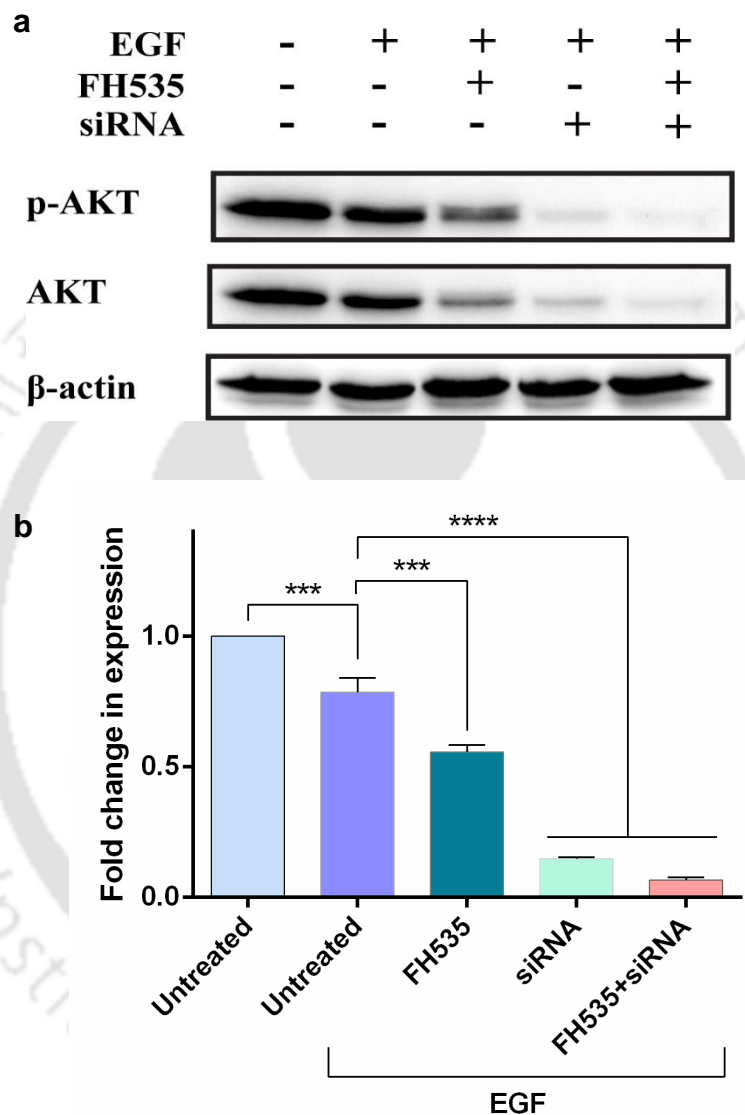 a
EGF - + + + +
FH535 - - + - +
siRNA - - - + +
p-AKT
AKT
β-actin
b
Fold change in expression
****
***
***
1.0
0.5
0.0
Untreated
Untreated
FH535
siRNA
FH535+siRNA
EGF